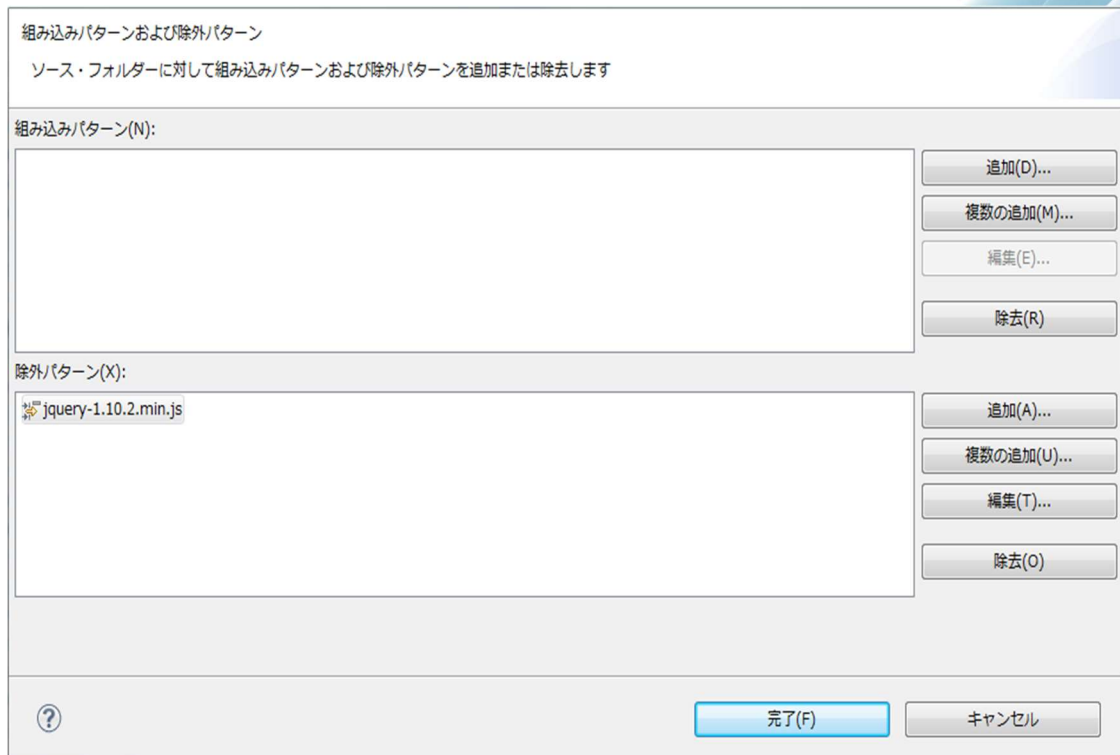 組み込みパターンおよび除外パターン
ソース・フォルダーに対して組み込みパターンおよび除外パターンを追加または除去します
組み込みパターン(N):
追加(D)...
複数の追加(M)...
編集(E)...
除去(R)
除外パターン(X):
jquery-1.10.2.min.js
追加(A)...
複数の追加(U)...
編集(T)...
除去(O)
?
完了(F)
キャンセル